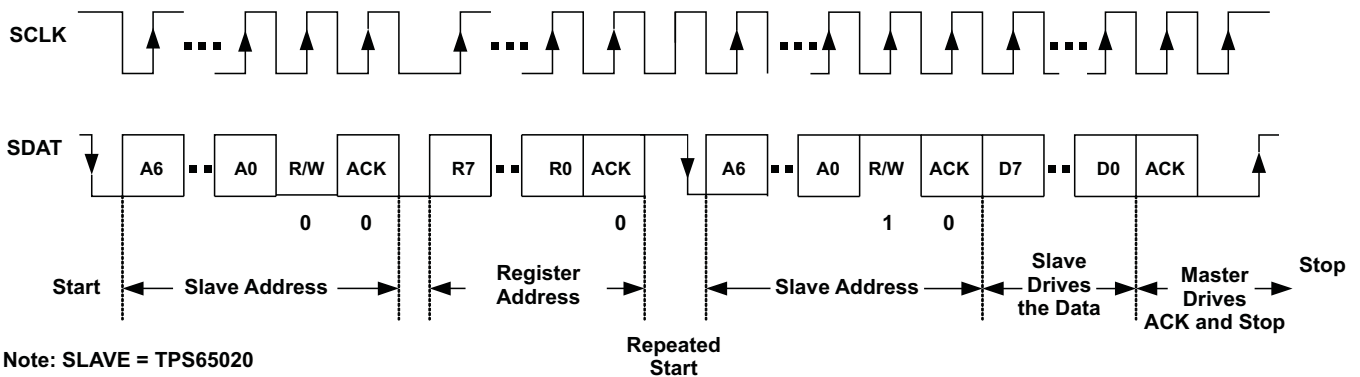 SCLK
SDAT
A6 A0 R/W ACK R7 R0 ACK A6 A0 R/W ACK D7 D0 ACK
0 0 0 1 0
Start
Slave Address
Register
Address
Repeated
Start
Slave Address
Slave
Drives
the Data
Master
Drives
ACK and Stop
Stop
Note: SLAVE = TPS65020